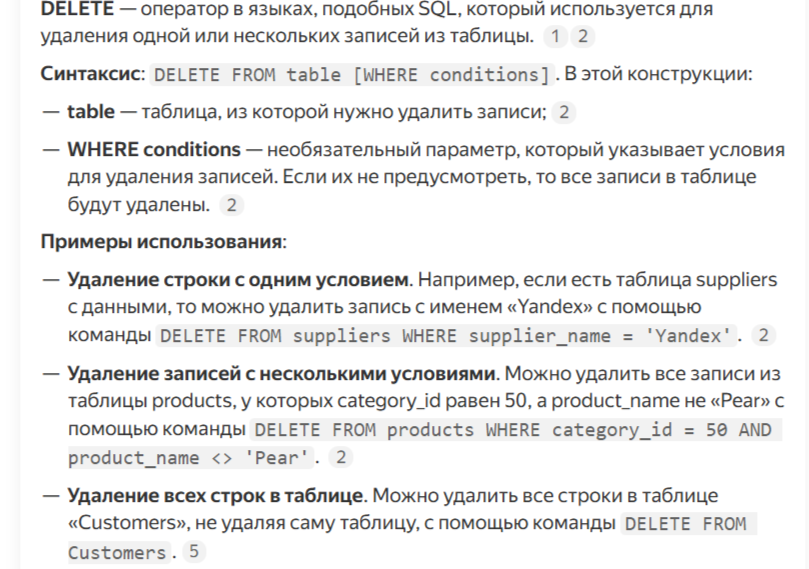 DELETE — оператор в языках, подобных SQL, который используется для
удаления одной или нескольких записей из таблицы. 1 2
Синтаксис: DELETE FROM table [WHERE conditions]. В этой конструкции:
— table — таблица, из которой нужно удалить записи; 2
— WHERE conditions — необязательный параметр, который указывает условия
для удаления записей. Если их не предусмотреть, то все записи в таблице
будут удалены. 2
Примеры использования:
— Удаление строки с одним условием. Например, если есть таблица suppliers
с данными, то можно удалить запись с именем «Yandex» с помощью
команды DELETE FROM suppliers WHERE supplier_name = 'Yandex'. 2
— Удаление записей с несколькими условиями. Можно удалить все записи из
таблицы products, у которых category_id равен 50, а product_name не «Pear» с
помощью команды DELETE FROM products WHERE category_id = 50 AND
product_name <> 'Pear'. 2
— Удаление всех строк в таблице. Можно удалить все строки в таблице
«Customers», не удаляя саму таблицу, с помощью команды DELETE FROM
Customers. 5